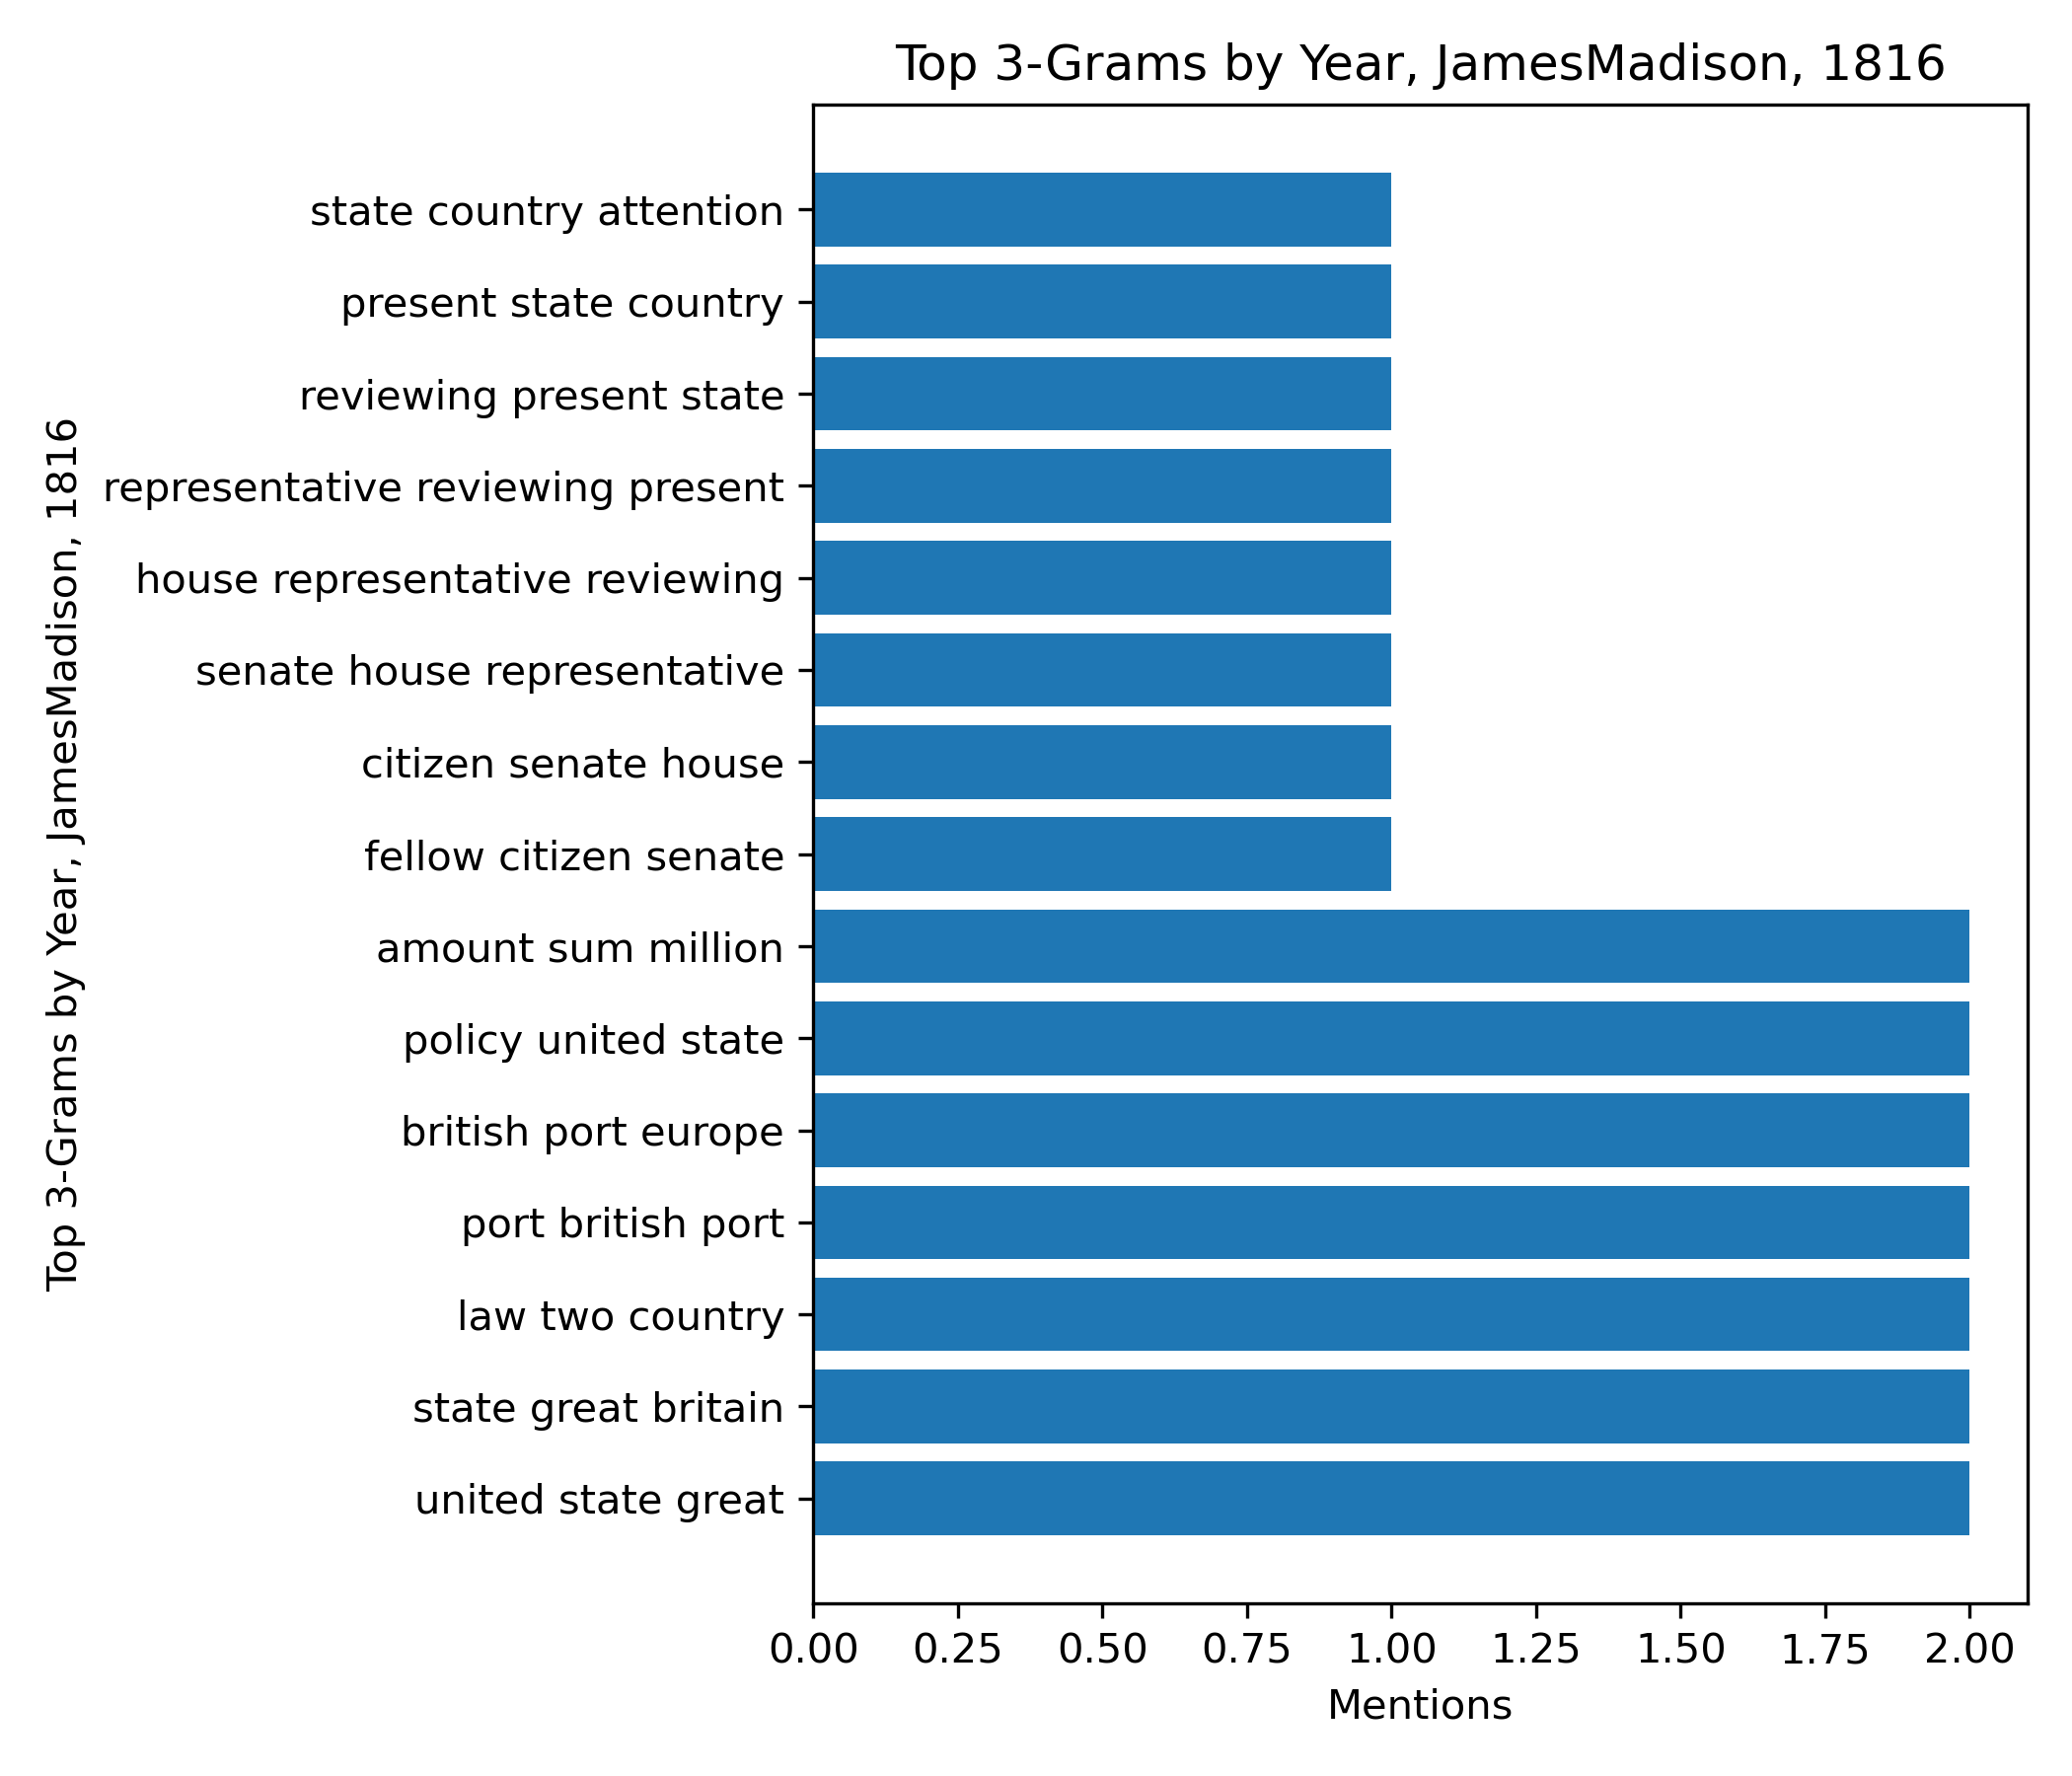 Top 3-Grams by Year, JamesMadison, 1816
Top 3-Grams by Year, JamesMadison, 1816
state country attention
present state country
reviewing present state
representative reviewing present
house representative reviewing
senate house representative
citizen senate house
fellow citizen senate
amount sum million
policy united state
british port europe
port british port
law two country
state great britain
united state great
0.00 0.25 0.50 0.75 1.00 1.25 1.50 1.75 2.00
Mentions